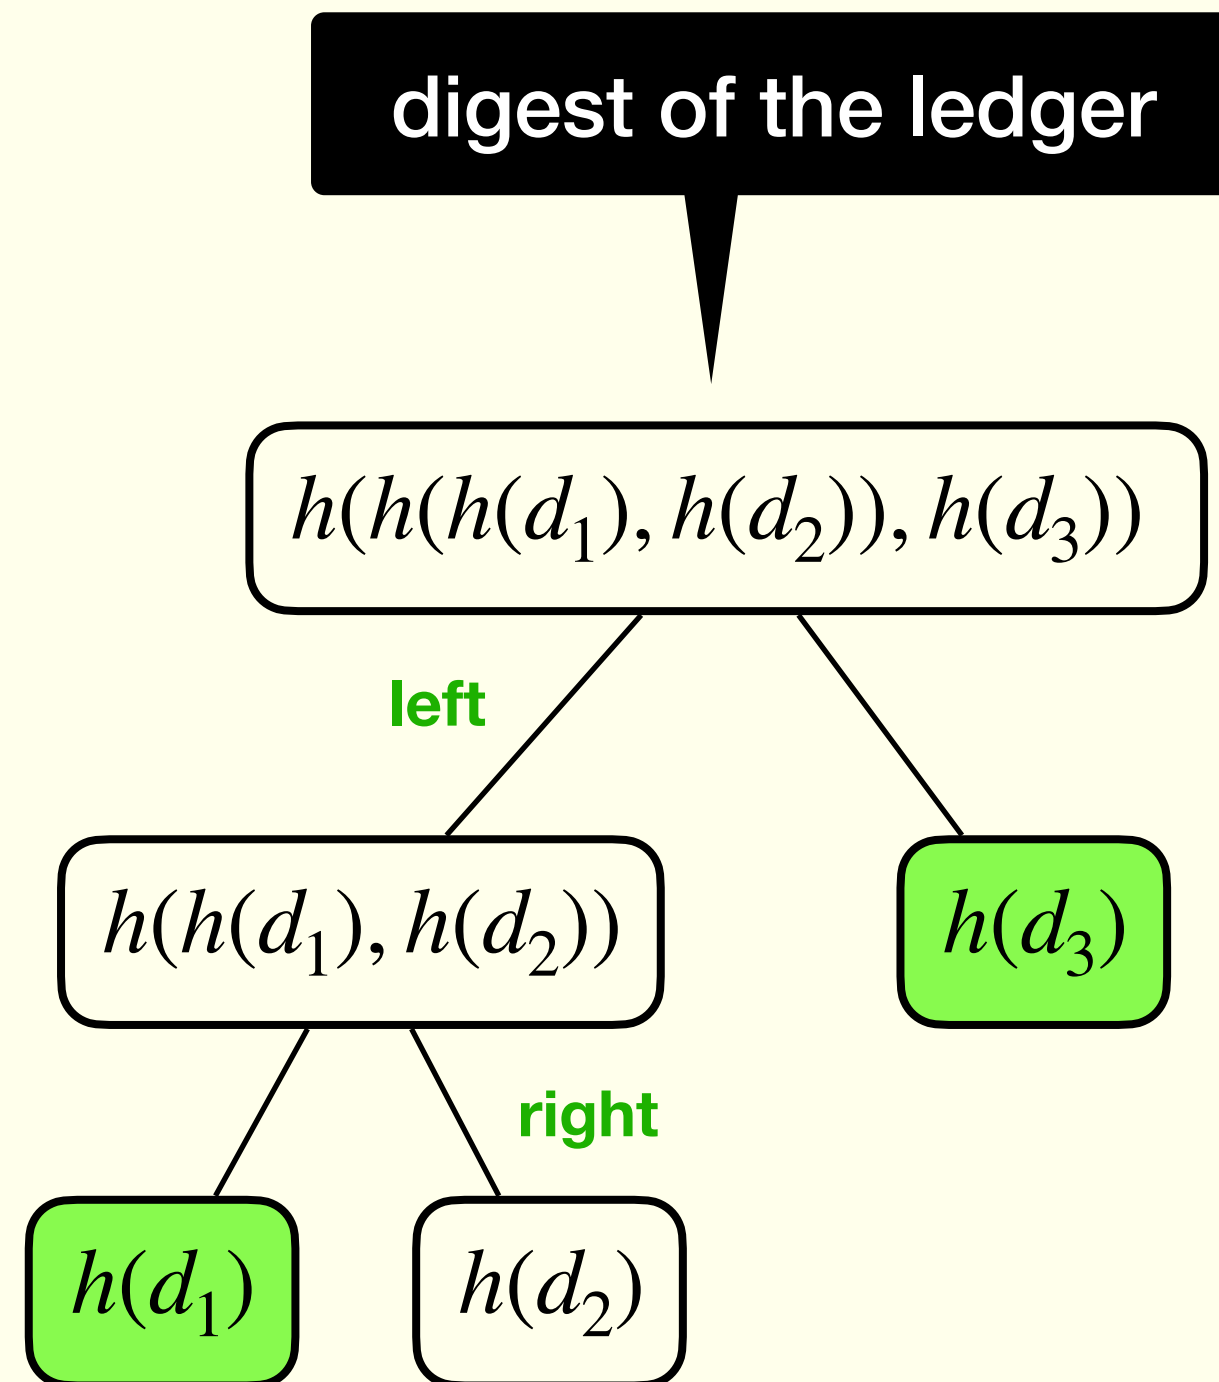 digest of the ledger
h(h(h(d₁), h(d₂)), h(d₃))
left
h(h(d₁), h(d₂))
h(d₃)
right
h(d₁)
h(d₂)